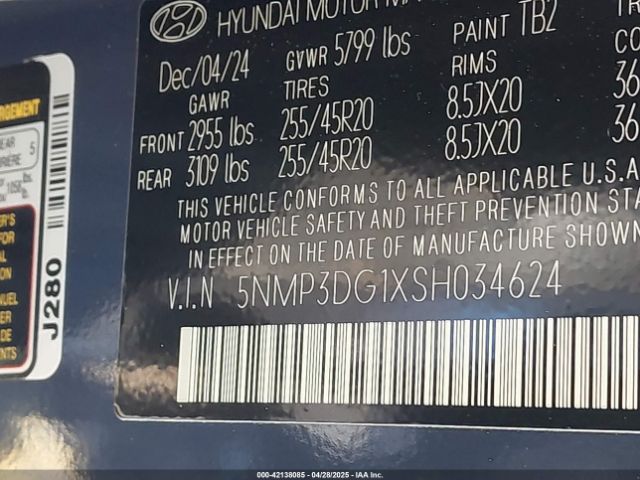 HYUNDAI MOTOR
Dec/04/24 GVWR 5799 lbs PAINT TB2
GAWR TIRES RIMS
FRONT 2955 lbs 255/45R20 8.5JX20 36
REAR 3109 lbs 255/45R20 8.5JX20 36
THIS VEHICLE CONFORMS TO ALL APPLICABLE U.S.A
MOTOR VEHICLE SAFETY AND THEFT PREVENTION STA
IN EFFECT ON THE DATE OF MANUFACTURE SHOWN
V.I.N 5NMP3DG1XSH034624
5
J280
000-42138085 - 04/28/2025 - IAA Inc.